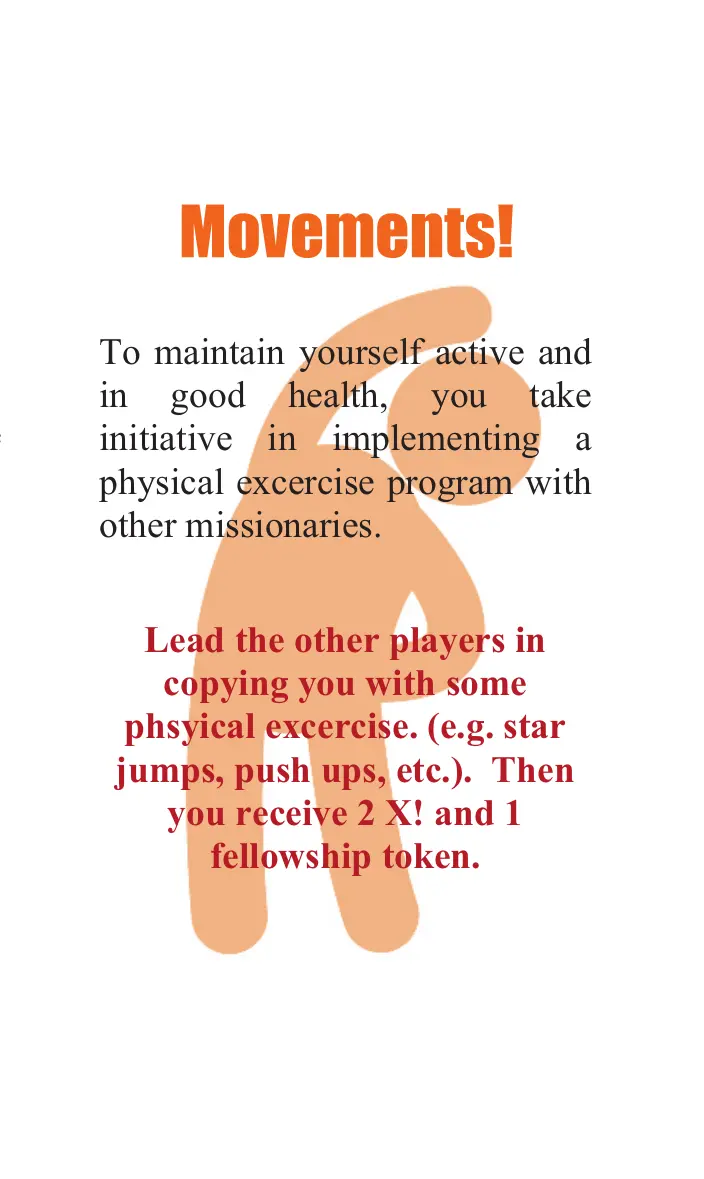 Movements!
To maintain yourself active and
in good health, you take
initiative in implementing a
physical excercise program with
other missionaries.
Lead the other players in
copying you with some
phsyical excercise. (e.g. star
jumps, push ups, etc.). Then
you receive 2 X! and 1
fellowship token.